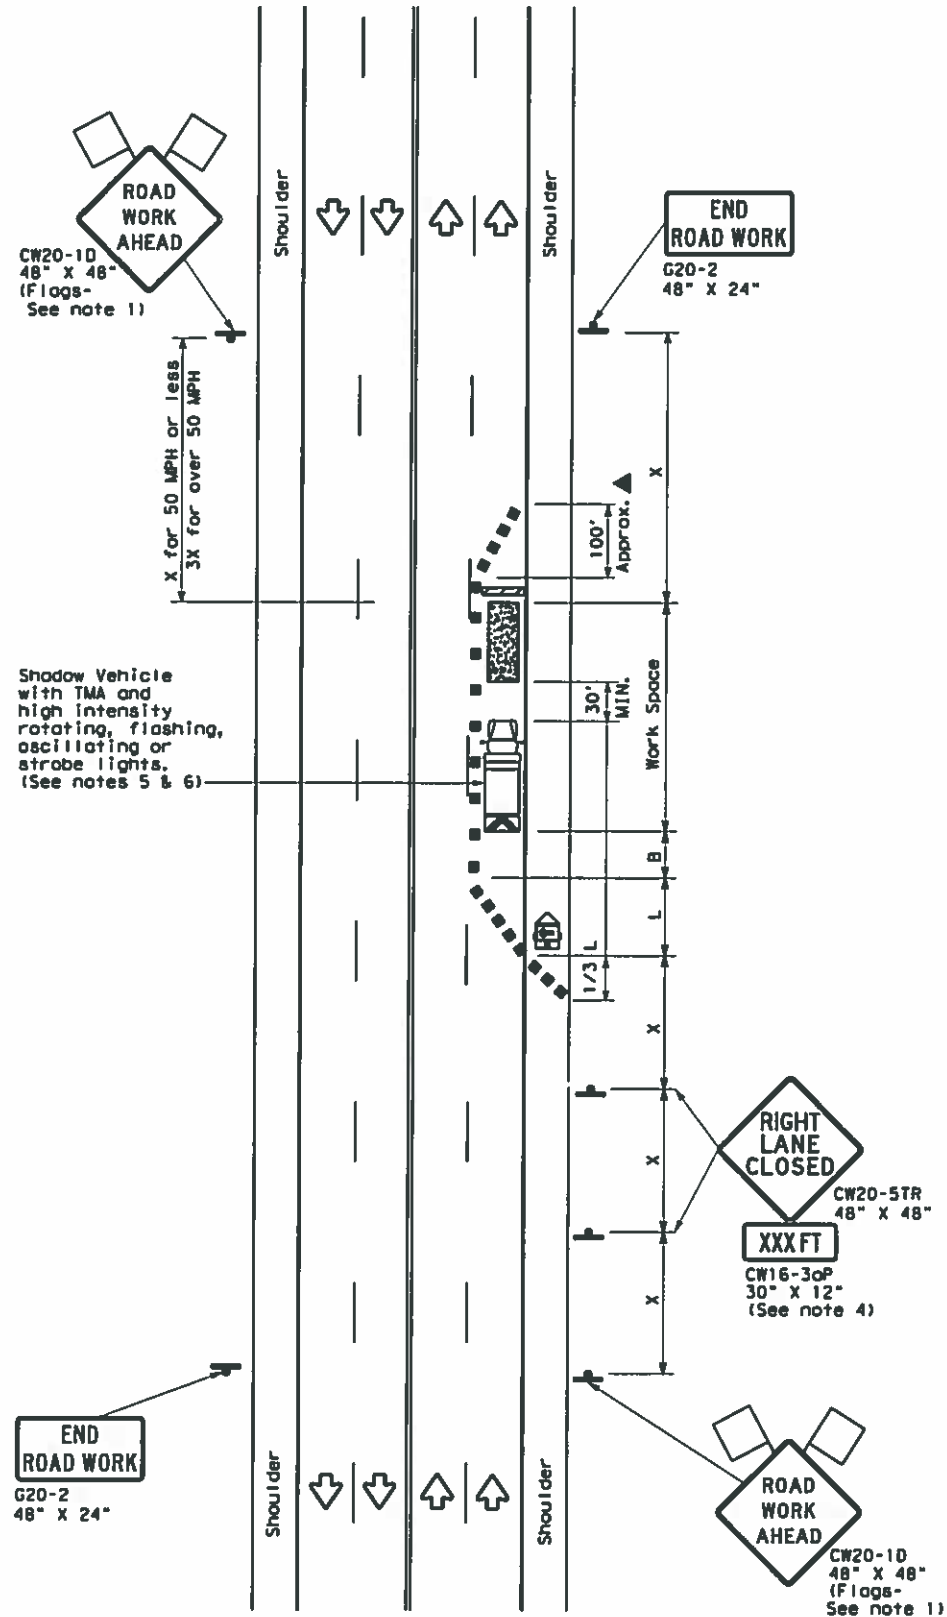 Shoulder
Shoulder
ROAD
WORK
AHEAD
CW20-1D
48" X 48"
(Flags-
See note 1)
END
ROAD WORK
G20-2
48" X 24"
X for 50 MPH or less
3X for over 50 MPH
X
100'
Approx.
Shadow Vehicle
with TMA and
high intensity
rotating, flashing,
oscillating or
strobe lights.
(See notes 5 & 6)
30'
MIN.
Work Space
B
L
1/3 L
X
RIGHT
LANE
CLOSED
CW20-5TR
48" X 48"
XXX FT
CW16-3aP
30" X 12"
(See note 4)
X
X
END
ROAD WORK
G20-2
48" X 24"
Shoulder
Shoulder
ROAD
WORK
AHEAD
CW20-1D
48" X 48"
(Flags-
See note 1)